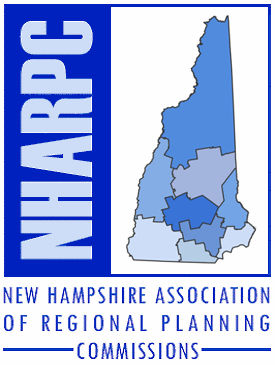 NHARPC
NEW HAMPSHIRE ASSOCIATION
OF REGIONAL PLANNING
COMMISSIONS